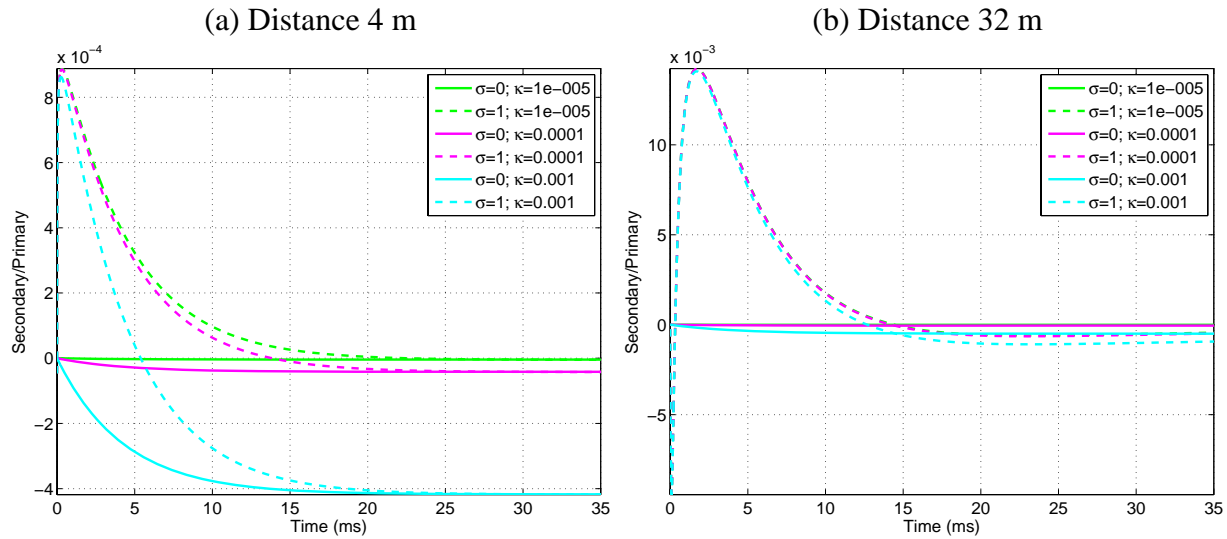 (a) Distance 4 m
x 10⁻⁴
8
6
4
2
0
−2
−4
Secondary/Primary
0 5 10 15 20 25 30 35
Time (ms)
σ=0; κ=1e−005
σ=1; κ=1e−005
σ=0; κ=0.0001
σ=1; κ=0.0001
σ=0; κ=0.001
σ=1; κ=0.001
(b) Distance 32 m
x 10⁻³
10
5
0
−5
Secondary/Primary
0 5 10 15 20 25 30 35
Time (ms)
σ=0; κ=1e−005
σ=1; κ=1e−005
σ=0; κ=0.0001
σ=1; κ=0.0001
σ=0; κ=0.001
σ=1; κ=0.001